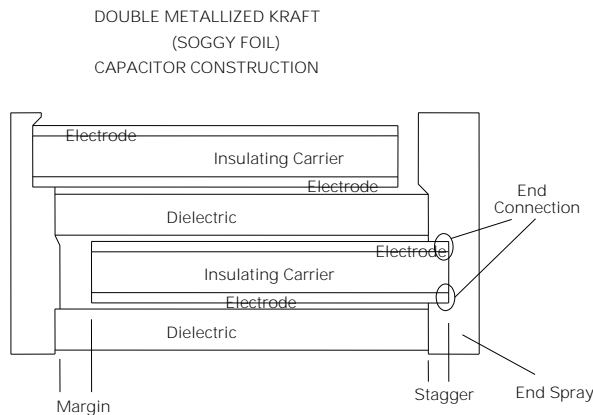 DOUBLE METALLIZED KRAFT
(SOGGY FOIL)
CAPACITOR CONSTRUCTION
Electrode
Insulating Carrier
Electrode
Dielectric
End
Connection
Electrode
Insulating Carrier
Electrode
Dielectric
Margin
Stagger
End Spray